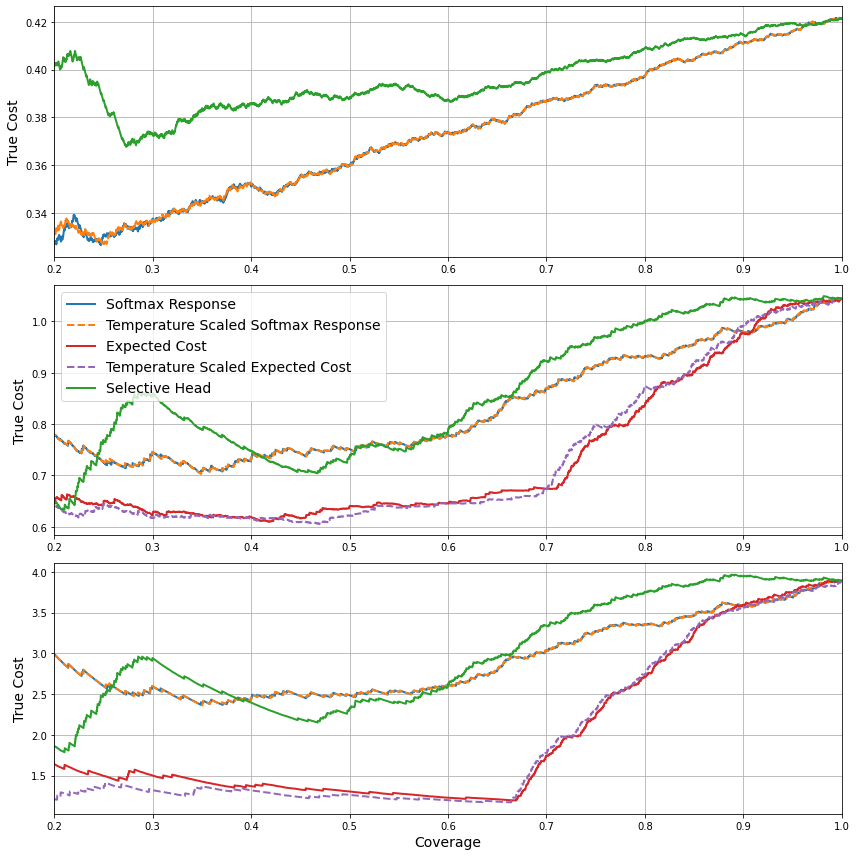 0.42
0.40
0.38
0.36
0.34
True Cost
0.2 0.3 0.4 0.5 0.6 0.7 0.8 0.9 1.0
Softmax Response
Temperature Scaled Softmax Response
Expected Cost
Temperature Scaled Expected Cost
Selective Head
1.0
0.9
0.8
0.7
0.6
True Cost
0.2 0.3 0.4 0.5 0.6 0.7 0.8 0.9 1.0
4.0
3.5
3.0
2.5
2.0
1.5
True Cost
0.2 0.3 0.4 0.5 0.6 0.7 0.8 0.9 1.0
Coverage